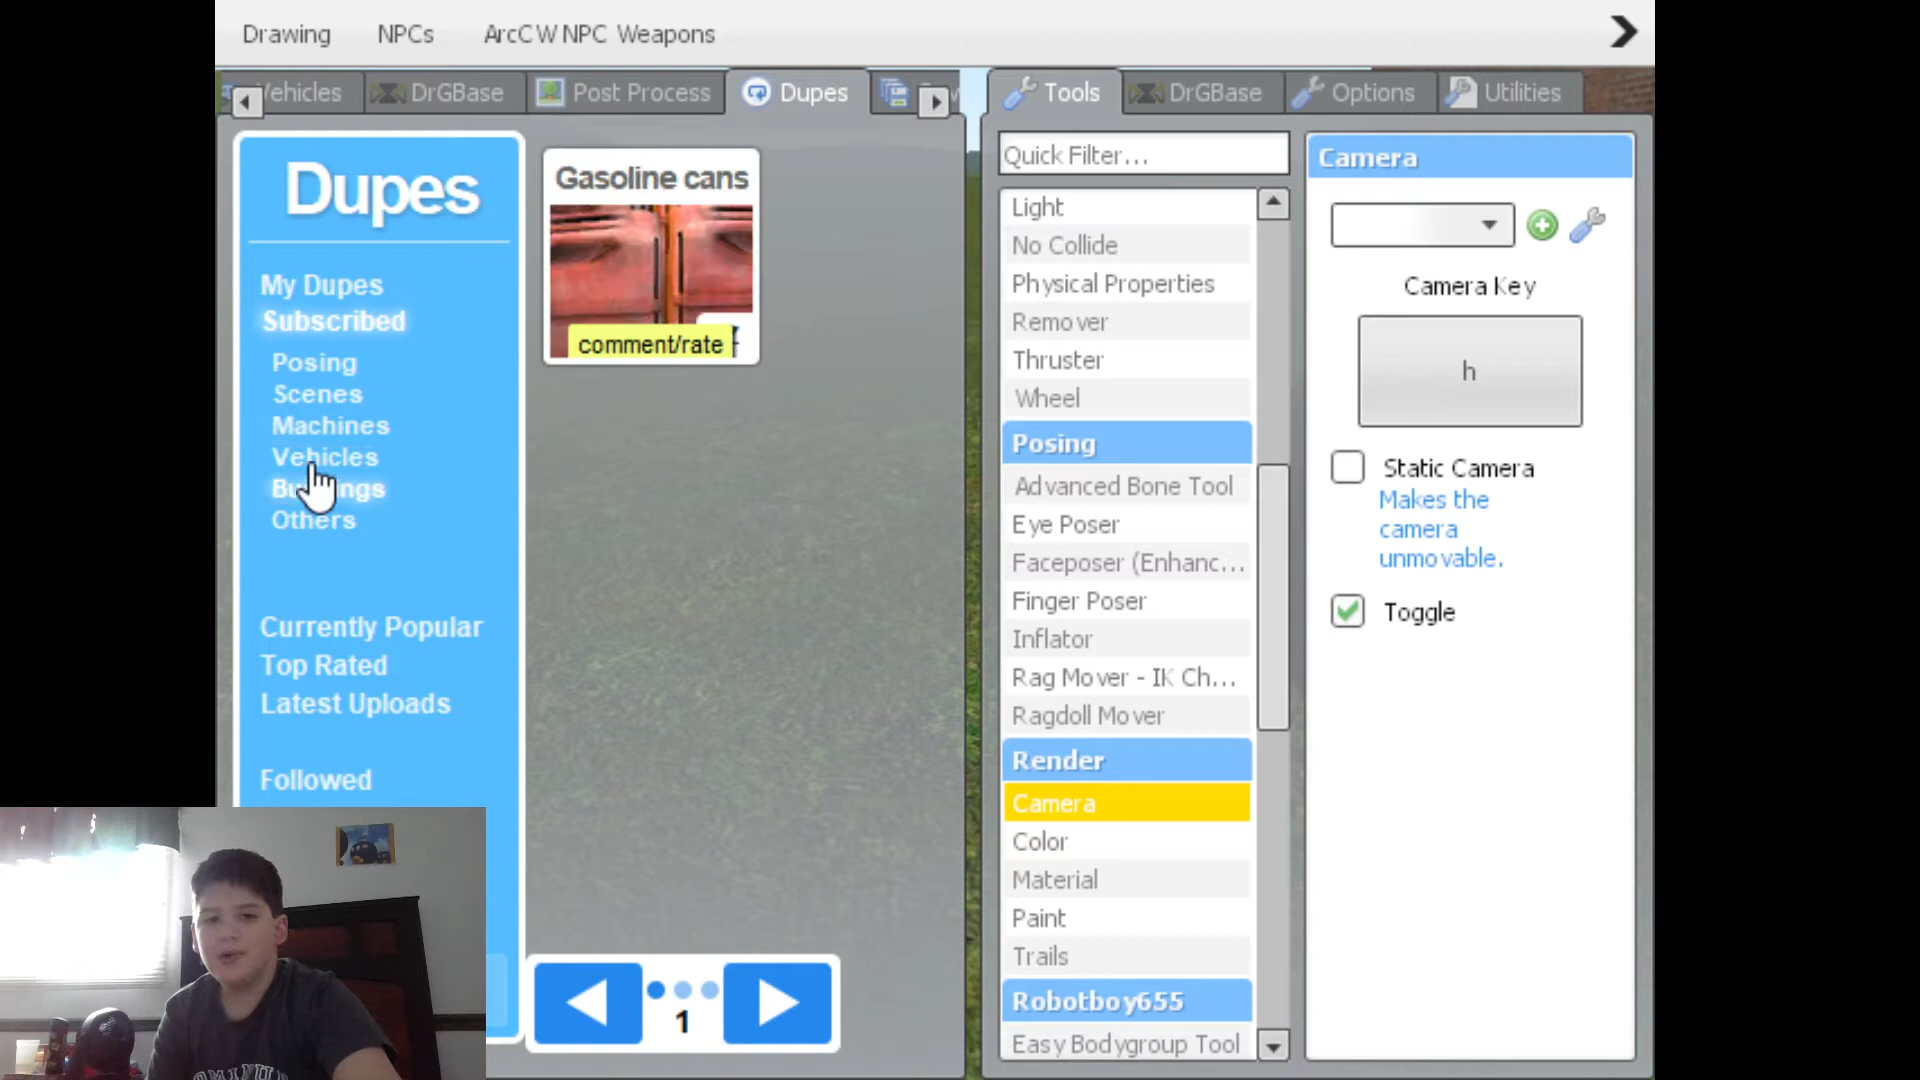 Drawing NPCs ArcCW NPC Weapons
Vehicles DrGBase Post Process Dupes
Tools DrGBase Options Utilities
Dupes
My Dupes
Subscribed
Posing
Scenes
Machines
Vehicles
Others
Currently Popular
Top Rated
Latest Uploads
Followed
Gasoline cans
comment/rate
1
Quick Filter...
Light
No Collide
Physical Properties
Remover
Thruster
Wheel
Posing
Advanced Bone Tool
Eye Poser
Faceposer (Enhanc...
Finger Poser
Inflator
Rag Mover - IK Ch...
Ragdoll Mover
Render
Camera
Color
Material
Paint
Trails
Robotboy655
Easy Bodygroup Tool
Camera
Camera Key
h
Static Camera
Makes the
camera
unmovable.
Toggle